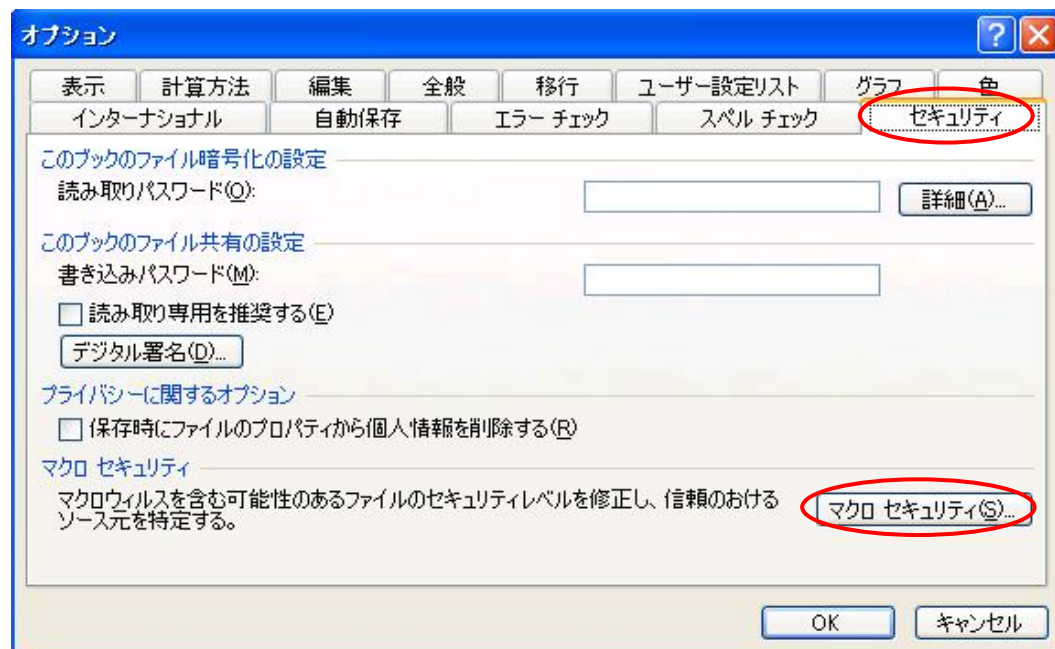 オプション
表示 計算方法 編集 全般 移行 ユーザー設定リスト グラフ 色
インターナショナル 自動保存 エラー チェック スペル チェック セキュリティ
このブックのファイル暗号化の設定
読み取りパスワード(O):
詳細(A)...
このブックのファイル共有の設定
書き込みパスワード(M):
読み取り専用を推奨する(E)
デジタル署名(D)...
プライバシーに関するオプション
保存時にファイルのプロパティから個人情報を削除する(R)
マクロ セキュリティ
マクロウィルスを含む可能性のあるファイルのセキュリティレベルを修正し、信頼のおける
ソース元を特定する。
マクロ セキュリティ(S)...
OK キャンセル